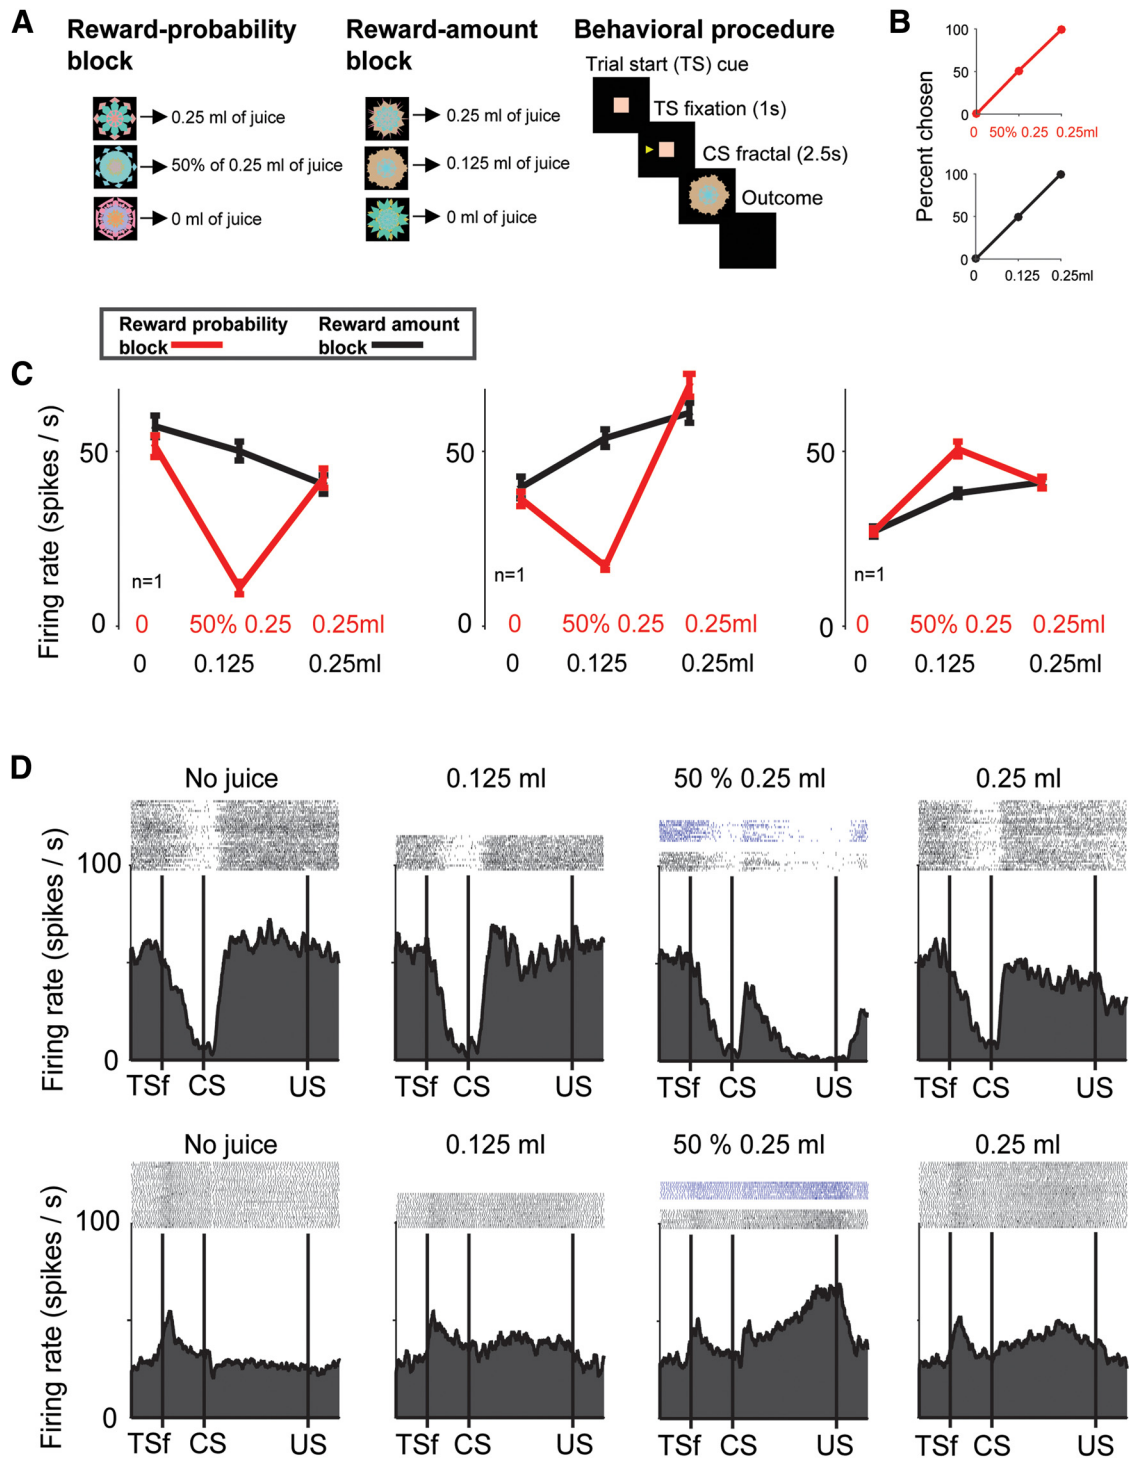 A
Reward-probability
block
0.25 ml of juice
50% of 0.25 ml of juice
0 ml of juice
Reward-amount
block
0.25 ml of juice
0.125 ml of juice
0 ml of juice
Behavioral procedure
Trial start (TS) cue
TS fixation (1s)
CS fractal (2.5s)
Outcome
B
Percent chosen
100
50
0
0 50% 0.25 0.25ml
100
50
0
0 0.125 0.25ml
Reward probability
block
Reward amount
block
C
Firing rate (spikes / s)
50
0
n=1
0 50% 0.25 0.25ml
0 0.125 0.25ml
50
0
n=1
0 50% 0.25 0.25ml
0 0.125 0.25ml
50
0
n=1
0 50% 0.25 0.25ml
0 0.125 0.25ml
D
No juice
0.125 ml
50 % 0.25 ml
0.25 ml
Firing rate (spikes / s)
100
0
TSf CS US
TSf CS US
TSf CS US
TSf CS US
No juice
0.125 ml
50 % 0.25 ml
0.25 ml
Firing rate (spikes / s)
100
0
TSf CS US
TSf CS US
TSf CS US
TSf CS US